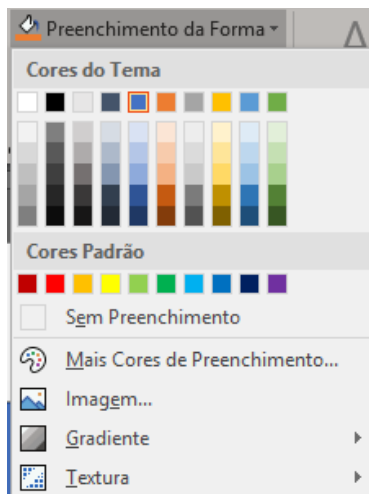 Preenchimento da Forma
Cores do Tema
Cores Padrão
Sem Preenchimento
Mais Cores de Preenchimento...
Imagem...
Gradiente
Textura